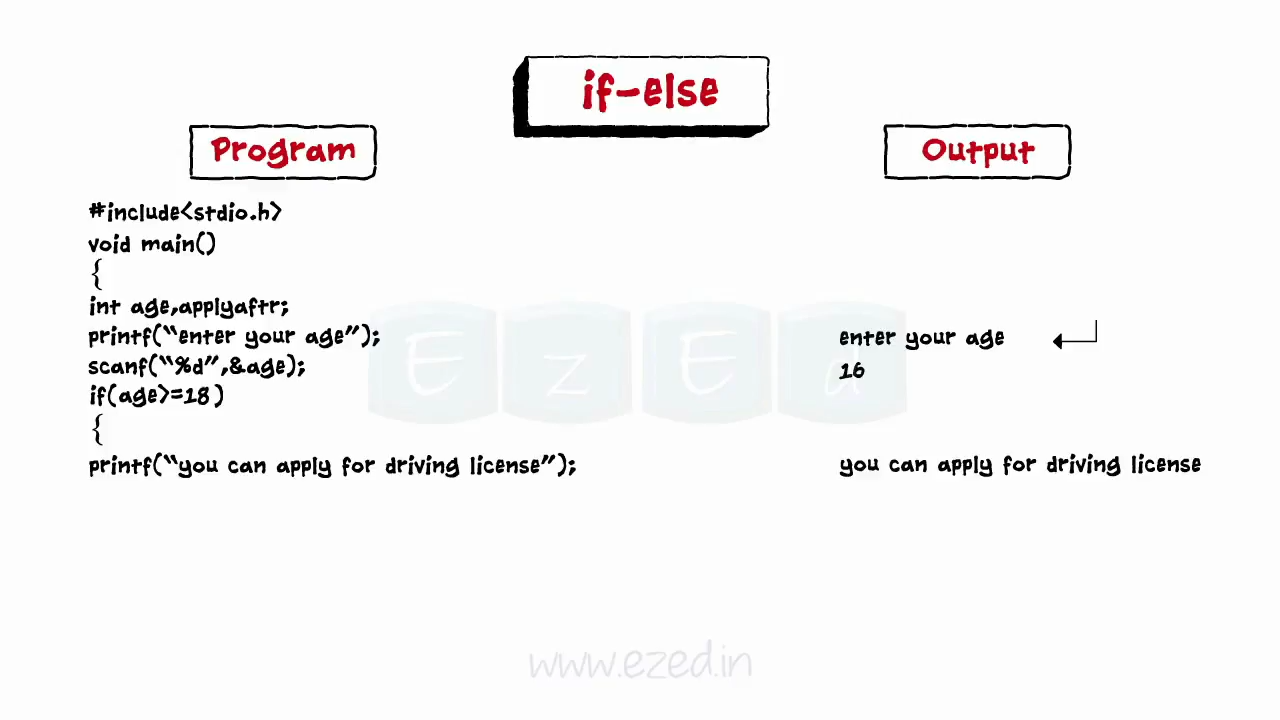 if-else
Program
#include<stdio.h>
void main()
{
int age,applyaftr;
printf(“enter your age”);
scanf(“%d”,&age);
if(age>=18)
{
printf(“you can apply for driving license”);
Output
enter your age
16
you can apply for driving license
EzEd
www.ezed.in